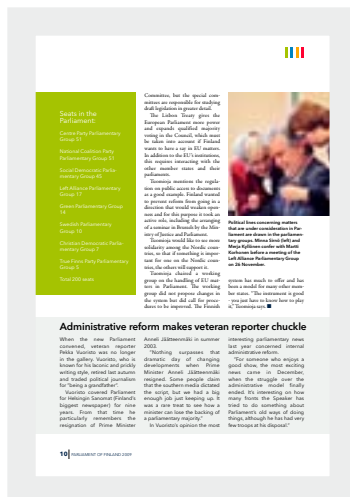 Seats in the
Parliament:
Centre Party Parliamentary
Group 51
National Coalition Party
Parliamentary Group 51
Social Democratic Parlia-
mentary Group 45
Left Alliance Parliamentary
Group 17
Green Parliamentary Group
14
Swedish Parliamentary
Group 10
Christian Democratic Parlia-
mentary Group 7
True Finns Party Parliamentary
Group 5
Total 200 seats
Committee, but the special com-
mittees are responsible for studying
draft legislation in greater detail.
The Lisbon Treaty gives the
European Parliament more power
and expands qualified majority
voting in the Council, which must
be taken into account if Finland
wants to have a say in EU matters.
In addition to the EU's institutions,
this requires interacting with the
other member states and their
parliaments.
Tiuormja mentions the regula-
tion on public access to documents
as a good example. Finland wanted
to prevent reform from going in a
direction that would weaken open-
ness and for this purpose it took an
active role, including the arranging
of a seminar in Brussels by the Min-
istry of Justice and Parliament.
would like to see more
solidarity among the Nordic coun-
tries, so that if something is impor-
tant for one on the Nordic coun-
tries, the others will support it.
chaired a working
group on the handling of EU mat-
ters in Parliament. The working
group did not propose changes in
the system but did call for proce-
dures to be improved. The Finnish
Political lives concerning matters
that are under consideration in Par-
liament are drawn in the parliamen-
tary groups. Minna Sirnö (left) and
Merja Kyllönen confer with Martti
Korhonen before a meeting of the
Left Alliance Parliamentary Group
on 26 November.
system has much to offer and has
been a model for many other mem-
ber states. "The instrument is good
- you just have to know how to play
it," says.
Administrative reform makes veteran reporter chuckle
When the new Parliament
convened, veteran reporter
Pekka Vuoristo was no longer
in the gallery. Vuoristo, who is
known for his laconic and prickly
writing style, retired last autumn
and traded political journalism
for "being a grandfather".
Vuoristo covered Parliament
for Helsingin Sanomat (Finland's
biggest newspaper) for nine
years. From that time he
particularly remembers the
resignation of Prime Minister
Anneli Jäätteenmäki in summer
2003.
"Nothing surpasses that
dramatic day of changing
developments when Prime
Minister Anneli Jäätteenmäki
resigned. Some people claim
that the southern media dictated
the script, but we had a big
enough job just keeping up. It
was a rare treat to see how a
minister can lose the backing of
a parliamentary majority."
In Vuoristo's opinion the most
interesting parliamentary news
last year concerned internal
administration.
"For someone who enjoys a
good show, the most exciting
news came in December,
when the struggle over the
administrative model finally
ended. It's interesting on how
many fronts the Speaker has
tried to do something about
Parliament's old ways of doing
things, although he has had very
few troops at his disposal."
10 PARLIAMENT OF FINLAND 2009